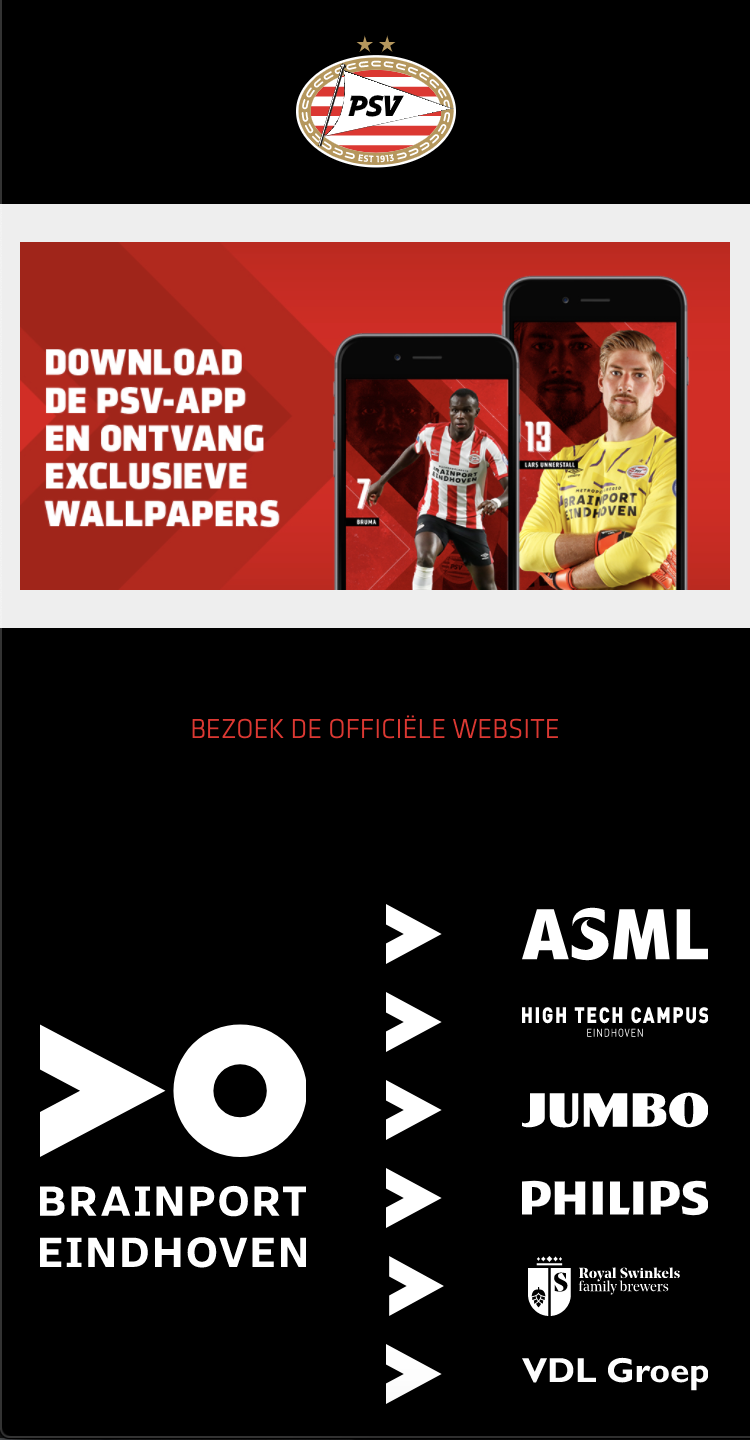 PSV
EST 1913
DOWNLOAD
DE PSV-APP
EN ONTVANG
EXCLUSIEVE
WALLPAPERS
7
BRUMA
BRAINPORT
EINDHOVEN
13
LARS UNNERSTALL
METROPOOLREGIO
BRAINPORT
EINDHOVEN
BEZOEK DE OFFICIËLE WEBSITE
BRAINPORT
EINDHOVEN
ASML
HIGH TECH CAMPUS
EINDHOVEN
JUMBO
PHILIPS
S
Royal Swinkels
family brewers
VDL Groep